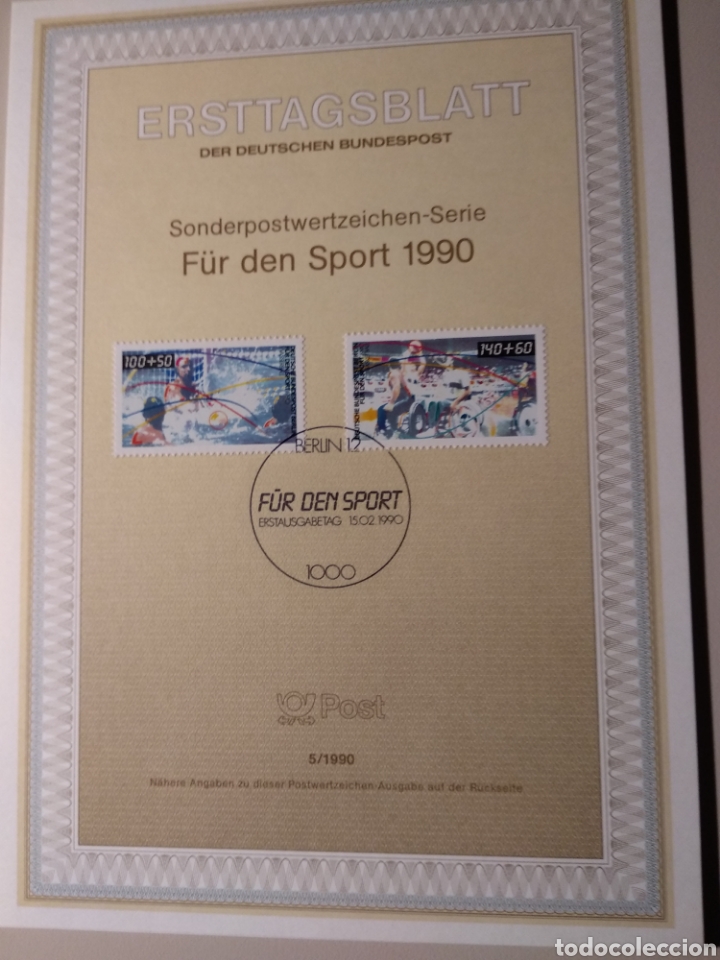 ERSTTAGSBLATT
DER DEUTSCHEN BUNDESPOST
Sonderpostwertzeichen-Serie
Für den Sport 1990
100+50
140+60
BERLIN 12
FÜR DEN SPORT
ERSTAUSGABETAG 15.02.1990
1000
Post
5/1990
Nähere Angaben zu dieser Postwertzeichen-Ausgabe auf der Rückseite
todocoleccion